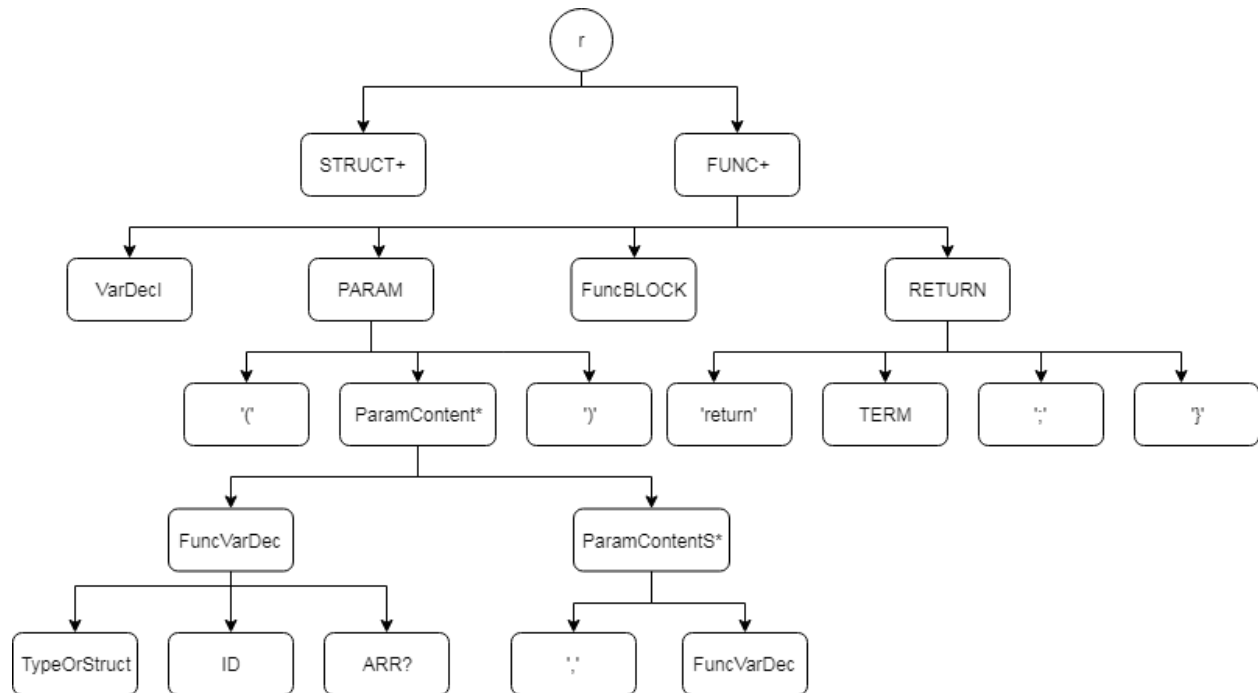 r
STRUCT+
FUNC+
VarDecl
PARAM
FuncBLOCK
RETURN
'('
ParamContent*
')'
'return'
TERM
';'
'}'
FuncVarDec
ParamContentS*
TypeOrStruct
ID
ARR?
','
FuncVarDec